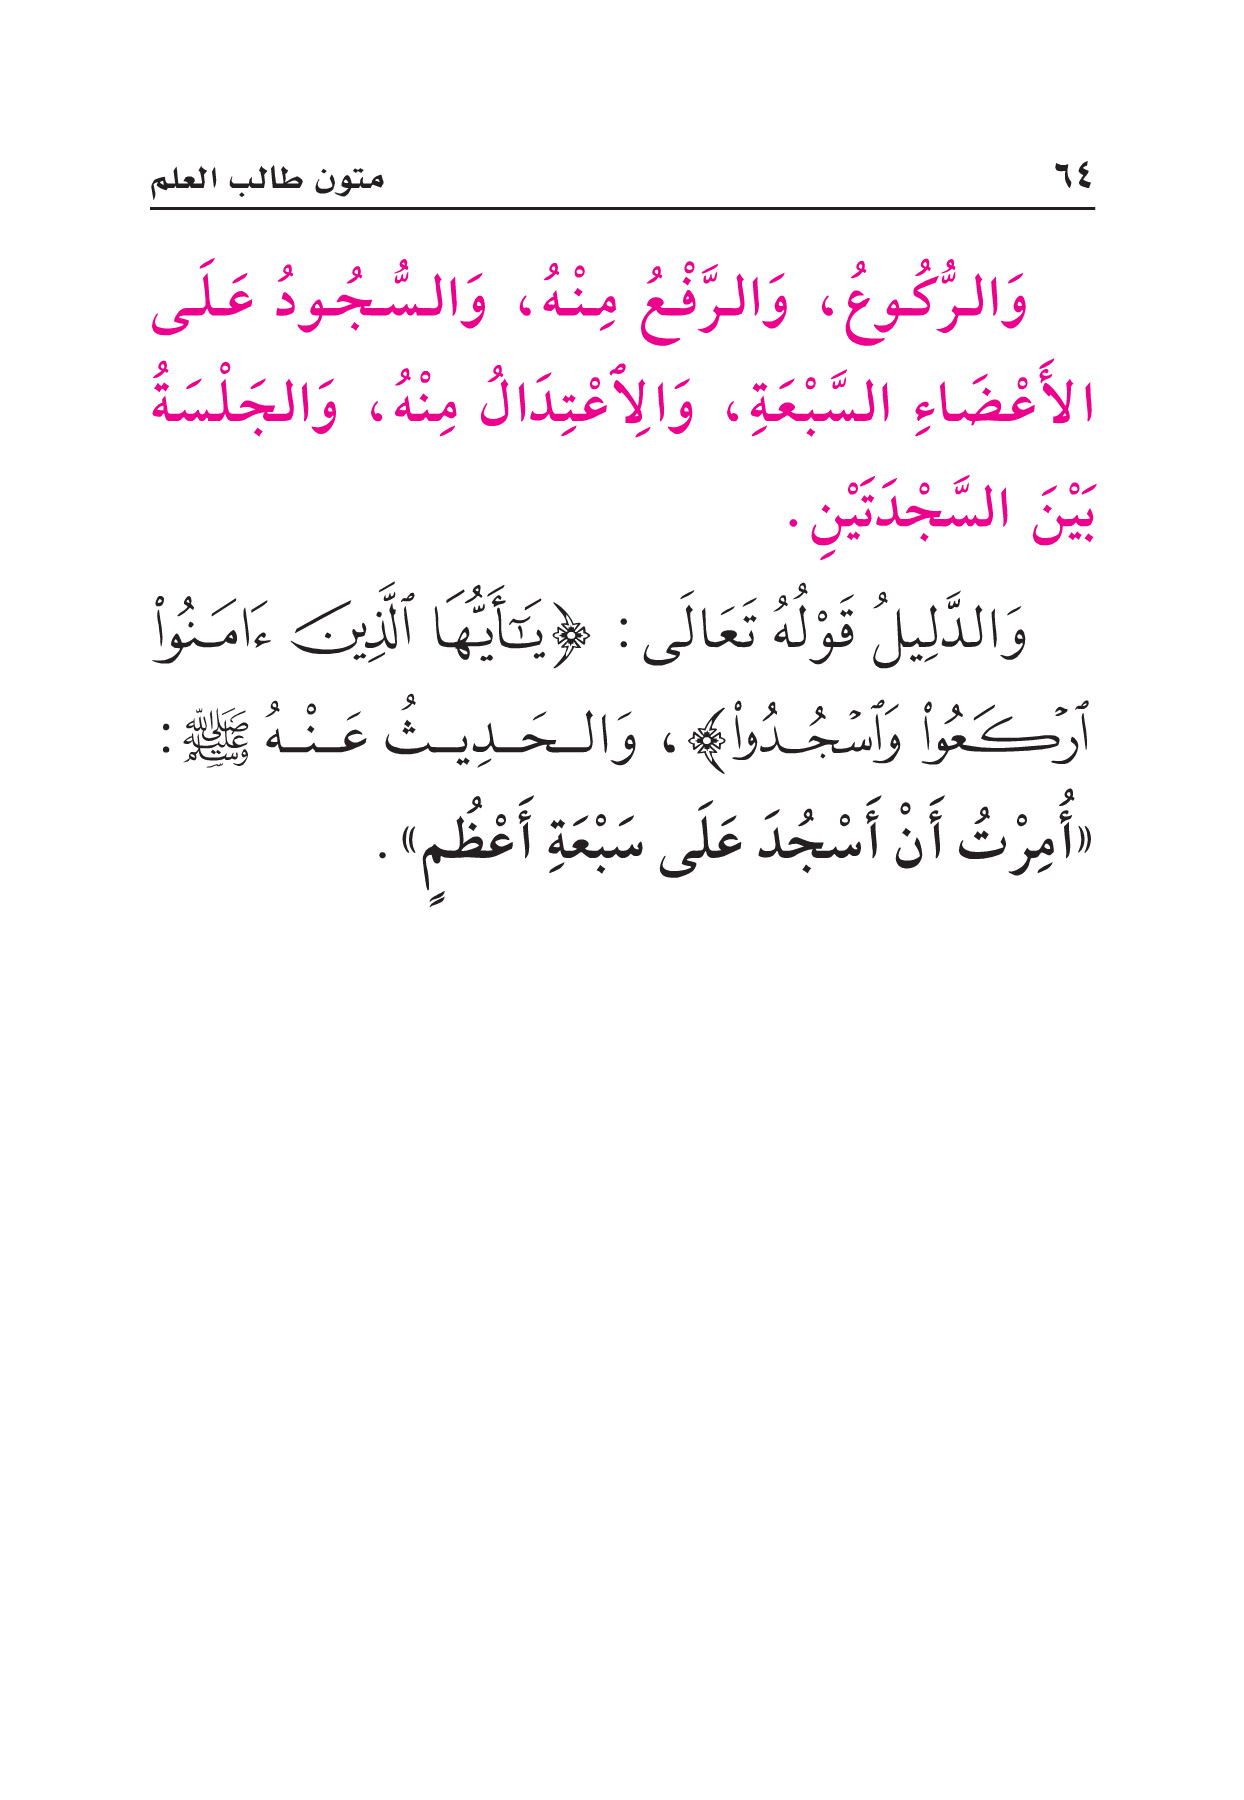 ٦٤ متون طالب العلم
وَالرُّكُوعُ، وَالرَّفْعُ مِنْهُ، وَالسُّجُودُ عَلَى
الأَعْضَاءِ السَّبْعَةِ، وَالِٱعْتِدَالُ مِنْهُ، وَالجَلْسَةُ
بَيْنَ السَّجْدَتَيْنِ.
وَالدَّلِيلُ قَوْلُهُ تَعَالَى: ﴿يَـٰٓأَيُّهَا ٱلَّذِينَ ءَامَنُوا۟
ٱرْكَعُوا۟ وَٱسْجُدُوا۟﴾، وَالحَدِيثُ عَنْهُ ﷺ:
«أُمِرْتُ أَنْ أَسْجُدَ عَلَى سَبْعَةِ أَعْظُمٍ».